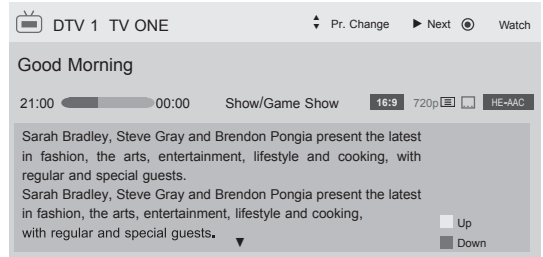 DTV 1 TV ONE Pr. Change Next Watch
Good Morning
21:00 00:00 Show/Game Show 16:9 720p HE-AAC
Sarah Bradley, Steve Gray and Brendon Pongia present the latest
in fashion, the arts, entertainment, lifestyle and cooking, with
regular and special guests.
Sarah Bradley, Steve Gray and Brendon Pongia present the latest
in fashion, the arts, entertainment, lifestyle and cooking,
with regular and special guests.
Up
Down